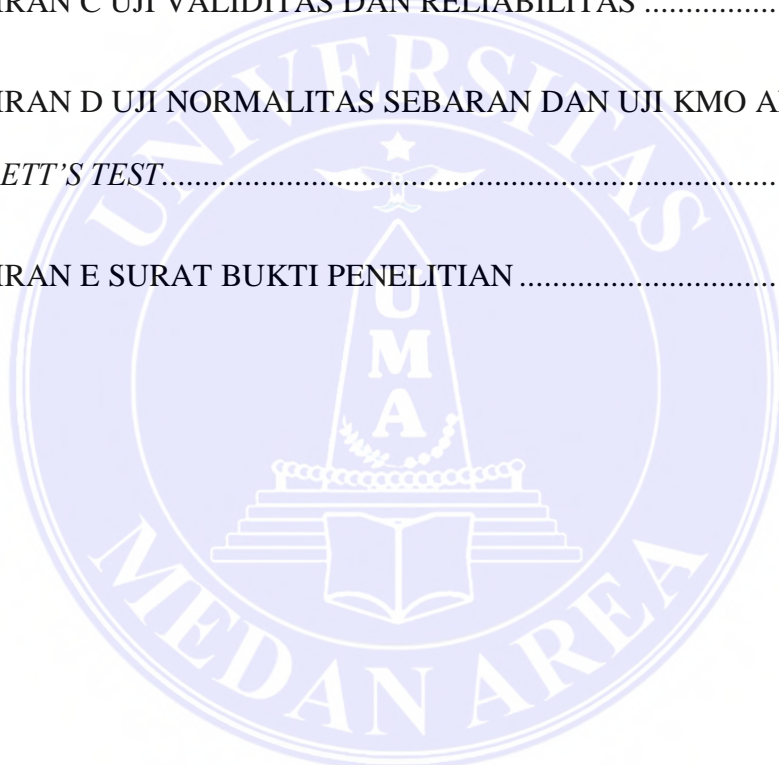 IRAN C UJI VALIDITAS DAN RELIABILITAS ................
IRAN D UJI NORMALITAS SEBARAN DAN UJI KMO A
ETT’S TEST...........................................................................
IRAN E SURAT BUKTI PENELITIAN ...............................
UNIVERSITAS
UMA
MEDAN AREA